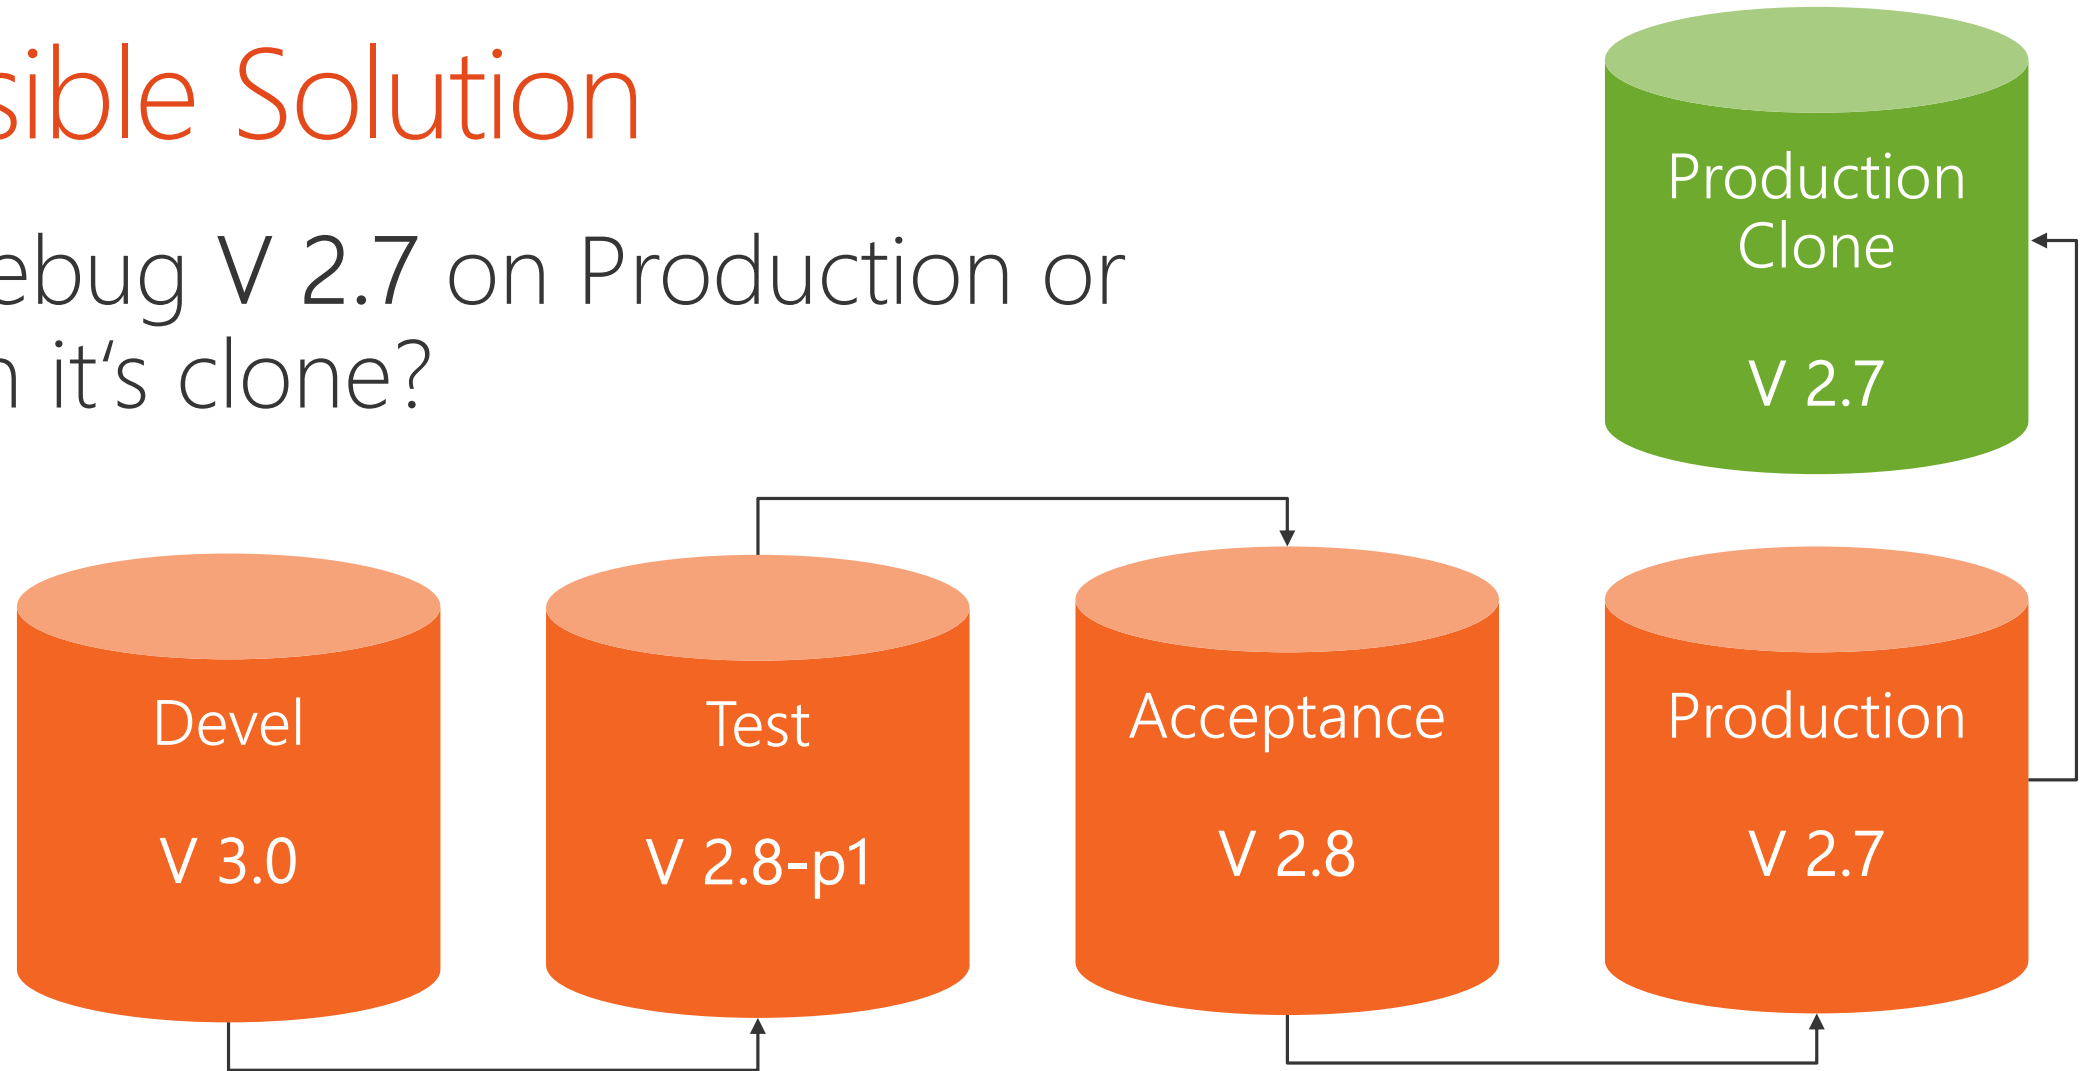 sible Solution
ebug V 2.7 on Production or
n it‘s clone?
Production
Clone
V 2.7
Devel
V 3.0
Test
V 2.8-p1
Acceptance
V 2.8
Production
V 2.7